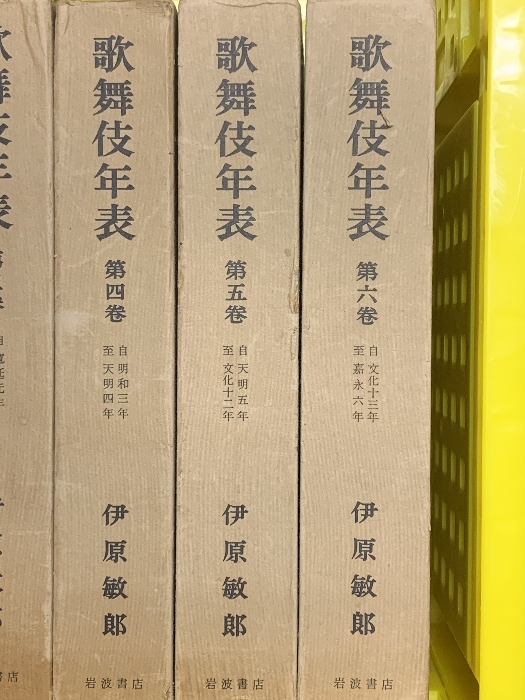 歌舞伎年表
第四卷
自 明和三年
至 天明四年
伊原敏郎
岩波書店
歌舞伎年表
第五卷
自 天明五年
至 文化十二年
伊原敏郎
岩波書店
歌舞伎年表
第六卷
自 文化十三年
至 嘉永六年
伊原敏郎
岩波書店